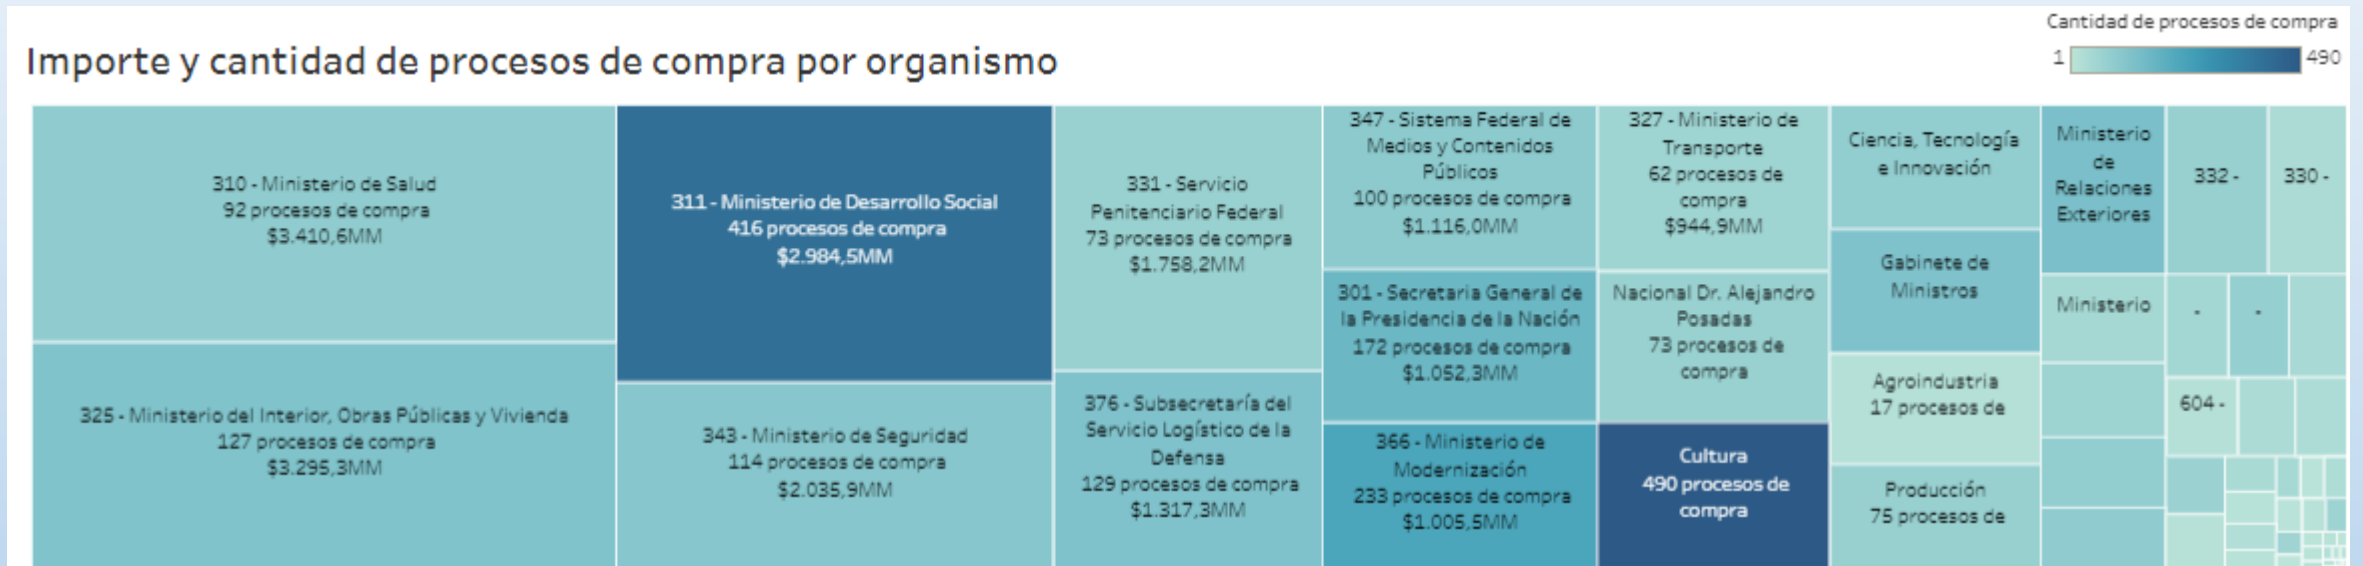 Cantidad de procesos de compra
1
490
Importe y cantidad de procesos de compra por organismo
310 - Ministerio de Salud
92 procesos de compra
$3.410,6MM
325 - Ministerio del Interior, Obras Públicas y Vivienda
127 procesos de compra
$3.295,3MM
311 - Ministerio de Desarrollo Social
416 procesos de compra
$2.984,5MM
343 - Ministerio de Seguridad
114 procesos de compra
$2.035,9MM
331 - Servicio
Penitenciario Federal
73 procesos de compra
$1.758,2MM
376 - Subsecretaría del
Servicio Logístico de la
Defensa
129 procesos de compra
$1.317,3MM
347 - Sistema Federal de
Medios y Contenidos
Públicos
100 procesos de compra
$1.116,0MM
301 - Secretaria General de
la Presidencia de la Nación
172 procesos de compra
$1.052,3MM
366 - Ministerio de
Modernización
233 procesos de compra
$1.005,5MM
327 - Ministerio de
Transporte
62 procesos de
compra
$944,9MM
Nacional Dr. Alejandro
Posadas
73 procesos de
compra
Cultura
490 procesos de
compra
Ciencia, Tecnología
e Innovación
Gabinete de
Ministros
Agroindustria
17 procesos de
Producción
75 procesos de
Ministerio
de
Relaciones
Exteriores
Ministerio
332 -
330 -
-
-
604 -